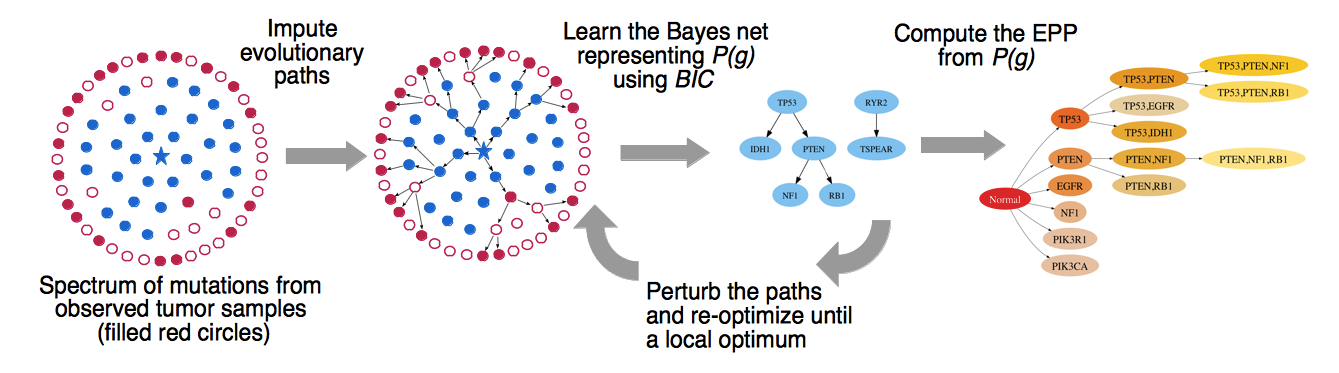 Impute
evolutionary
paths
Learn the Bayes net
representing P(g)
using BIC
Compute the EPP
from P(g)
Spectrum of mutations from
observed tumor samples
(filled red circles)
TP53
RYR2
IDH1
PTEN
TSPEAR
NF1
RB1
Perturb the paths
and re-optimize until
a local optimum
Normal
TP53
PTEN
EGFR
NF1
PIK3R1
PIK3CA
TP53,PTEN
TP53,EGFR
TP53,IDH1
PTEN,NF1
PTEN,RB1
TP53,PTEN,NF1
TP53,PTEN,RB1
PTEN,NF1,RB1